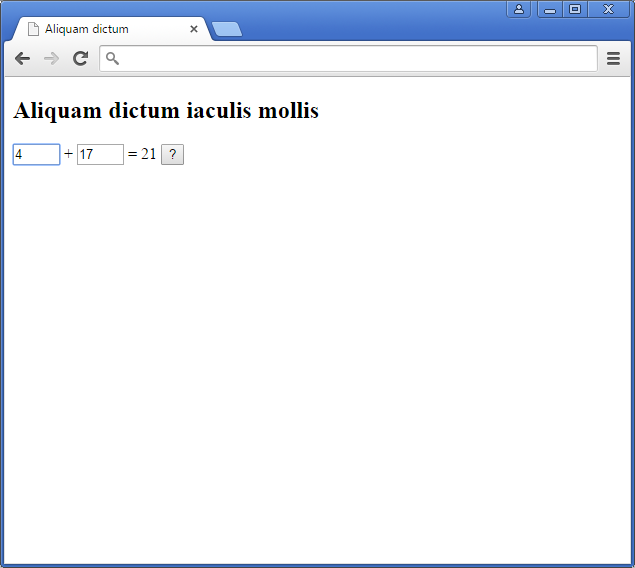 Aliquam dictum
Aliquam dictum iaculis mollis
4 + 17 = 21 ?